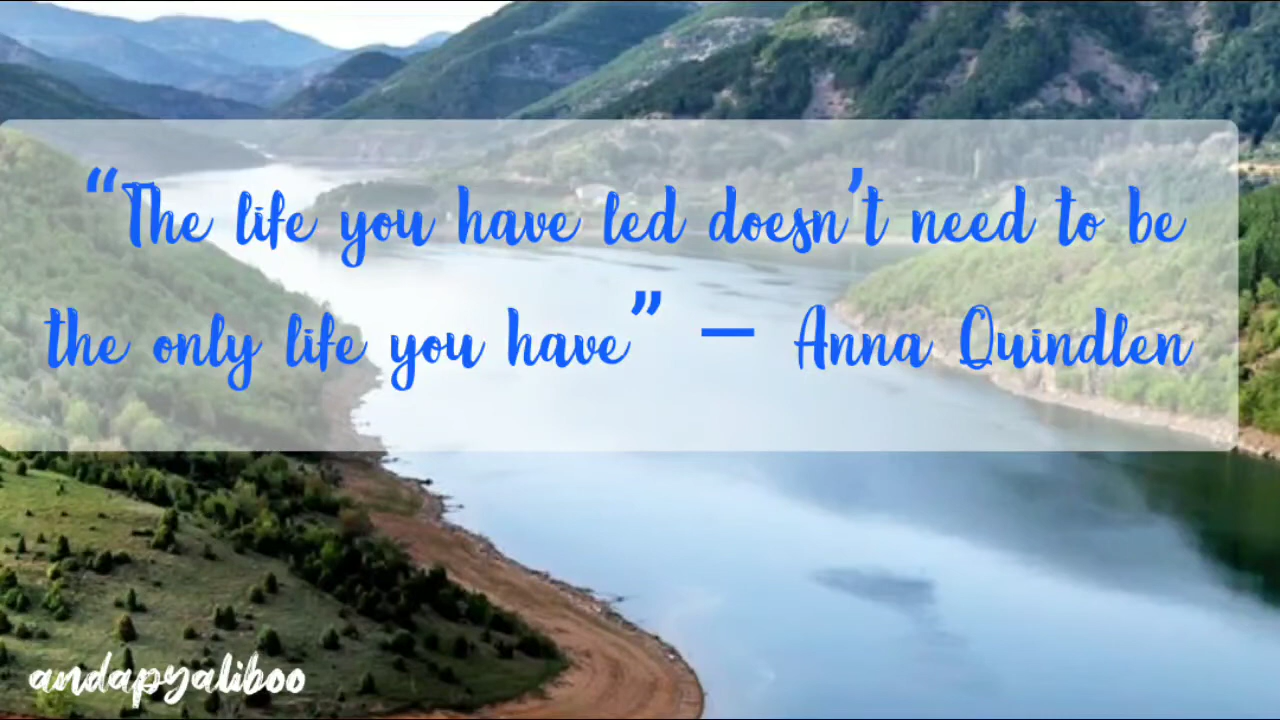 “The life you have led doesn’t need to be
the only life you have” — Anna Quindlen
andapyaliboo